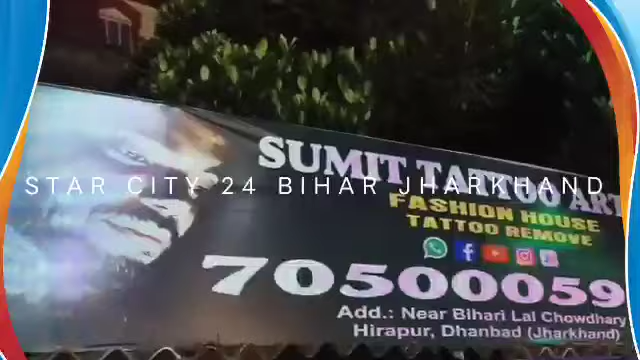 SUMIT TATTOO ART
STAR CITY 24 BIHAR JHARKHAND
FASHION HOUSE
TATTOO REMOVE
70500059
Add.: Near Bihari Lal Chowdhary
Hirapur, Dhanbad (Jharkhand)